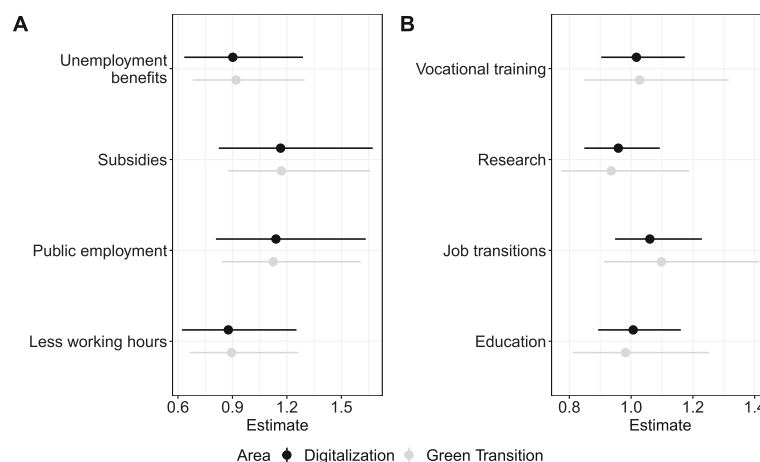 A
Unemployment
benefits
Subsidies
Public employment
Less working hours
0.6 0.9 1.2 1.5
Estimate
B
Vocational training
Research
Job transitions
Education
0.8 1.0 1.2 1.4
Estimate
Area Digitalization Green Transition